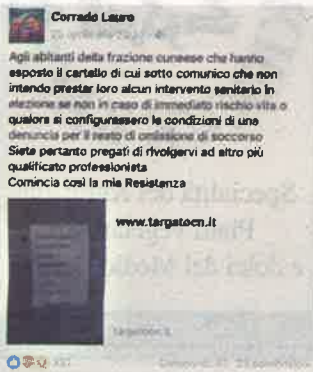 Corrado Lauro
Agli abitanti della frazione cuneese che hanno
esposto il cartello di cui sotto comunico che non
intendo prestar loro alcun intervento sanitario in
elezione se non in caso di immediato rischio vita o
qualora si configurassero le condizioni di una
denuncia per il reato di omissione di soccorso
Siete pertanto pregati di rivolgervi ad altro più
qualificato professionista
Comincia così la mia Resistenza
www.targatocn.it
targatocn.it